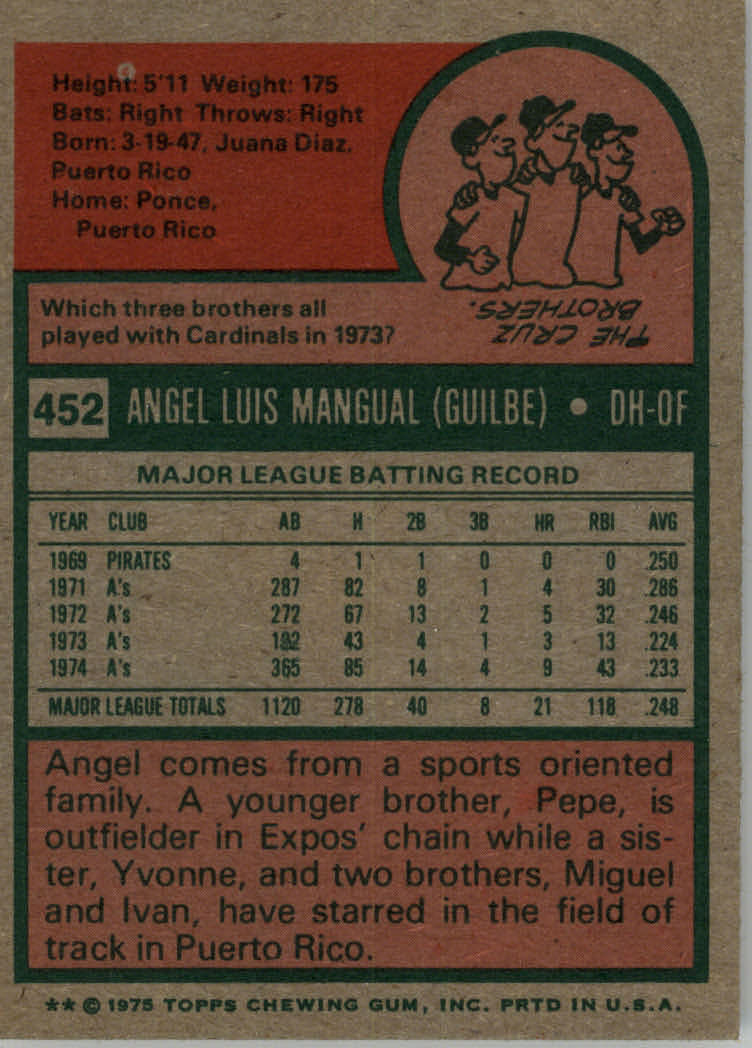 Height: 5'11 Weight: 175
Bats: Right Throws: Right
Born: 3-19-47, Juana Diaz,
Puerto Rico
Home: Ponce,
Puerto Rico
Which three brothers all
played with Cardinals in 1973?
THE CRUZ
BROTHERS.
452 ANGEL LUIS MANGUAL (GUILBE) • DH-OF
MAJOR LEAGUE BATTING RECORD
YEAR CLUB AB H 2B 3B HR RBI AVG
1969 PIRATES 4 1 1 0 0 0 .250
1971 A's 287 82 8 1 4 30 .286
1972 A's 272 67 13 2 5 32 .246
1973 A's 192 43 4 1 3 13 .224
1974 A's 365 85 14 4 9 43 .233
MAJOR LEAGUE TOTALS 1120 278 40 8 21 118 .248
Angel comes from a sports oriented
family. A younger brother, Pepe, is
outfielder in Expos' chain while a sis-
ter, Yvonne, and two brothers, Miguel
and Ivan, have starred in the field of
track in Puerto Rico.
** © 1975 TOPPS CHEWING GUM, INC. PRTD IN U.S.A.